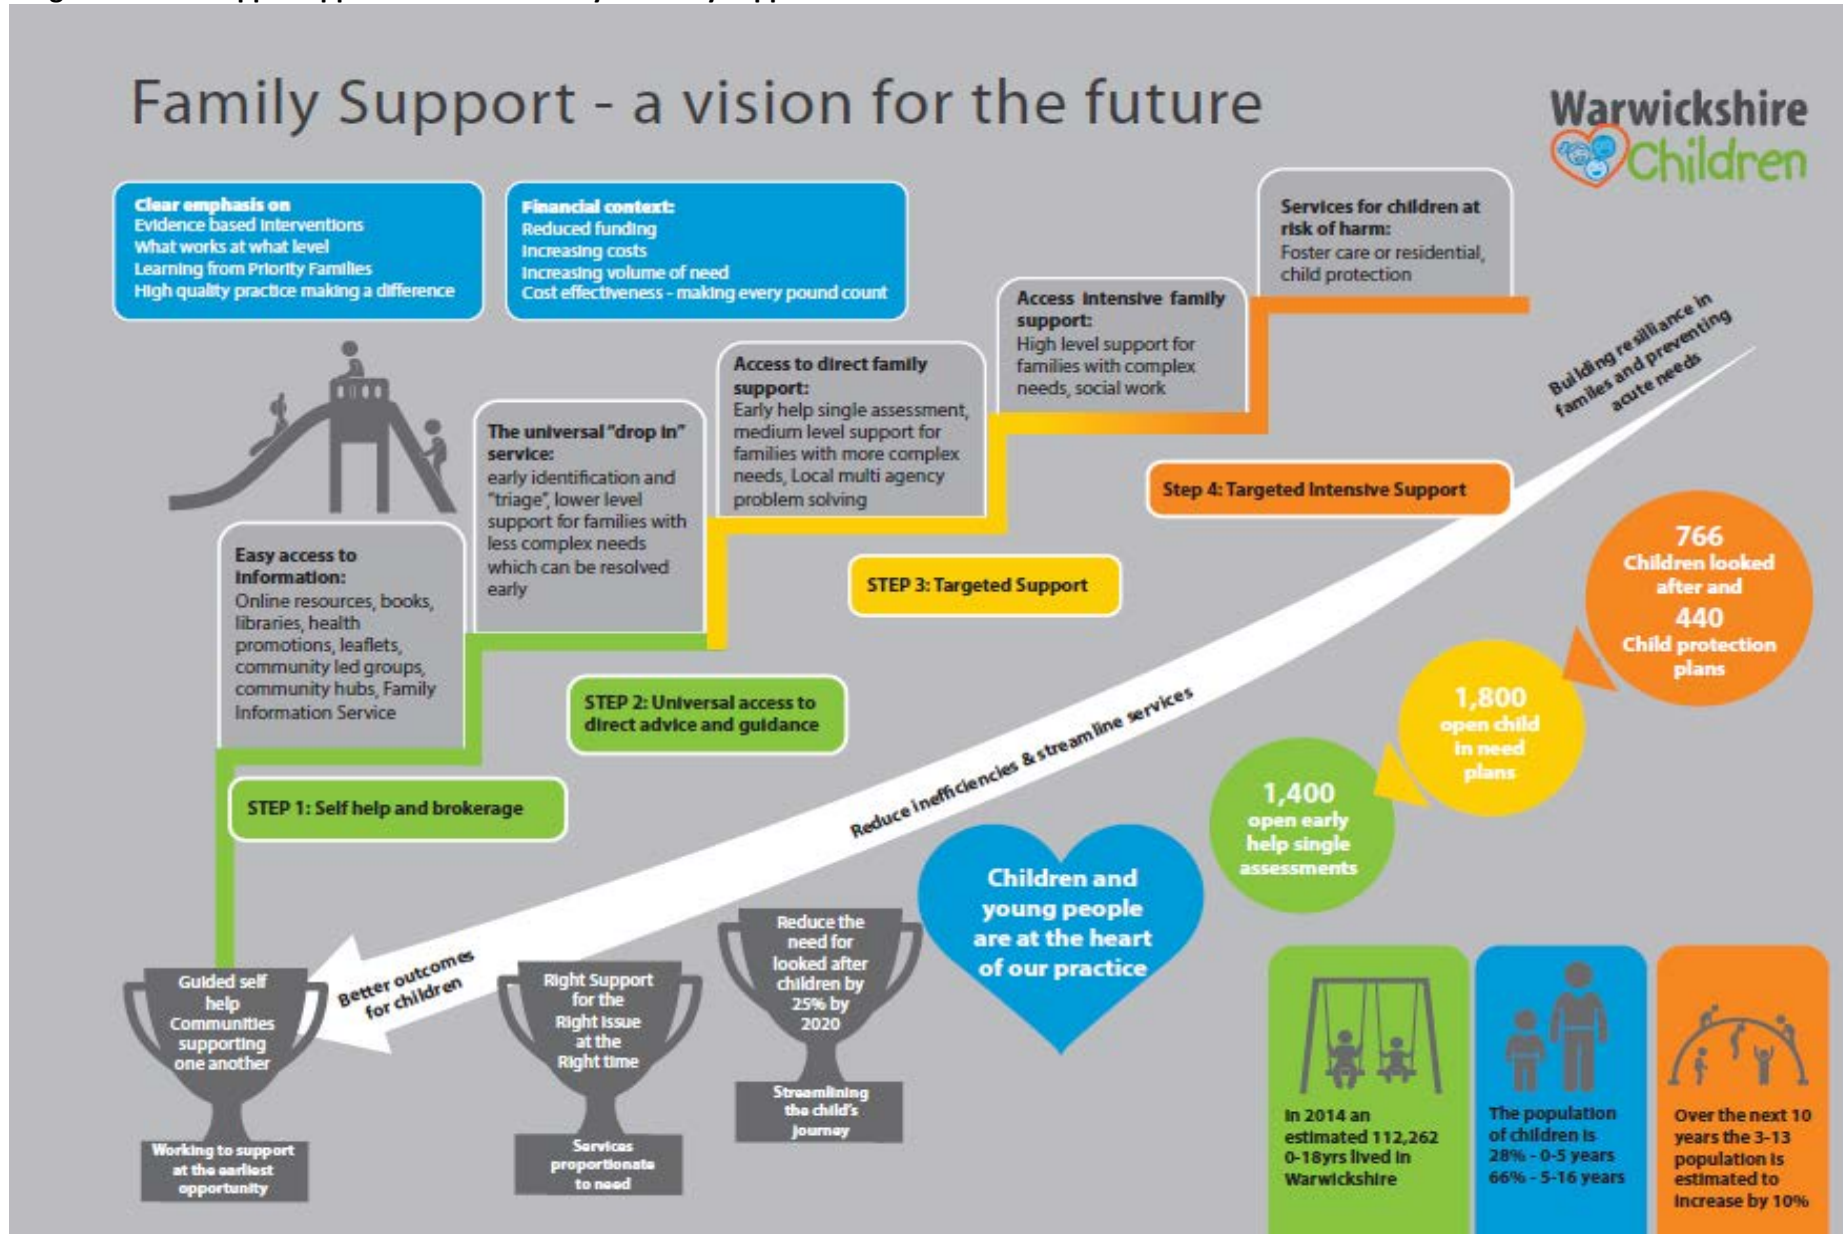 Family Support - a vision for the future
Warwickshire
Children
Clear emphasis on
Evidence based interventions
What works at what level
Learning from Priority Families
High quality practice making a difference
Financial context:
Reduced funding
Increasing costs
Increasing volume of need
Cost effectiveness - making every pound count
Services for children at
risk of harm:
Foster care or residential,
child protection
Access intensive family
support:
High level support for
families with complex
needs, social work
Access to direct family
support:
Early help single assessment,
medium level support for
families with more complex
needs, Local multi agency
problem solving
The universal "drop in"
service:
early identification and
"triage", lower level
support for families with
less complex needs
which can be resolved
early
Easy access to
information:
Online resources, books,
libraries, health
promotions, leaflets,
community led groups,
community hubs, Family
Information Service
STEP 1: Self help and brokerage
STEP 2: Universal access to
direct advice and guidance
STEP 3: Targeted Support
Step 4: Targeted Intensive Support
Building resilliance in
familes and preventing
acute needs
Reduce inefficiencies & streamline services
Better outcomes
for children
766
Children looked
after and
440
Child protection
plans
1,800
open child
in need
plans
1,400
open early
help single
assessments
Children and
young people
are at the heart
of our practice
Guided self
help
Communities
supporting
one another
Working to support
at the earliest
opportunity
Right Support
for the
Right issue
at the
Right time
Services
proportionate
to need
Reduce the
need for
looked after
children by
25% by
2020
Streamlining
the child's
journey
In 2014 an
estimated 112,262
0-18yrs lived in
Warwickshire
The population
of children is
28% - 0-5 years
66% - 5-16 years
Over the next 10
years the 3-13
population is
estimated to
increase by 10%